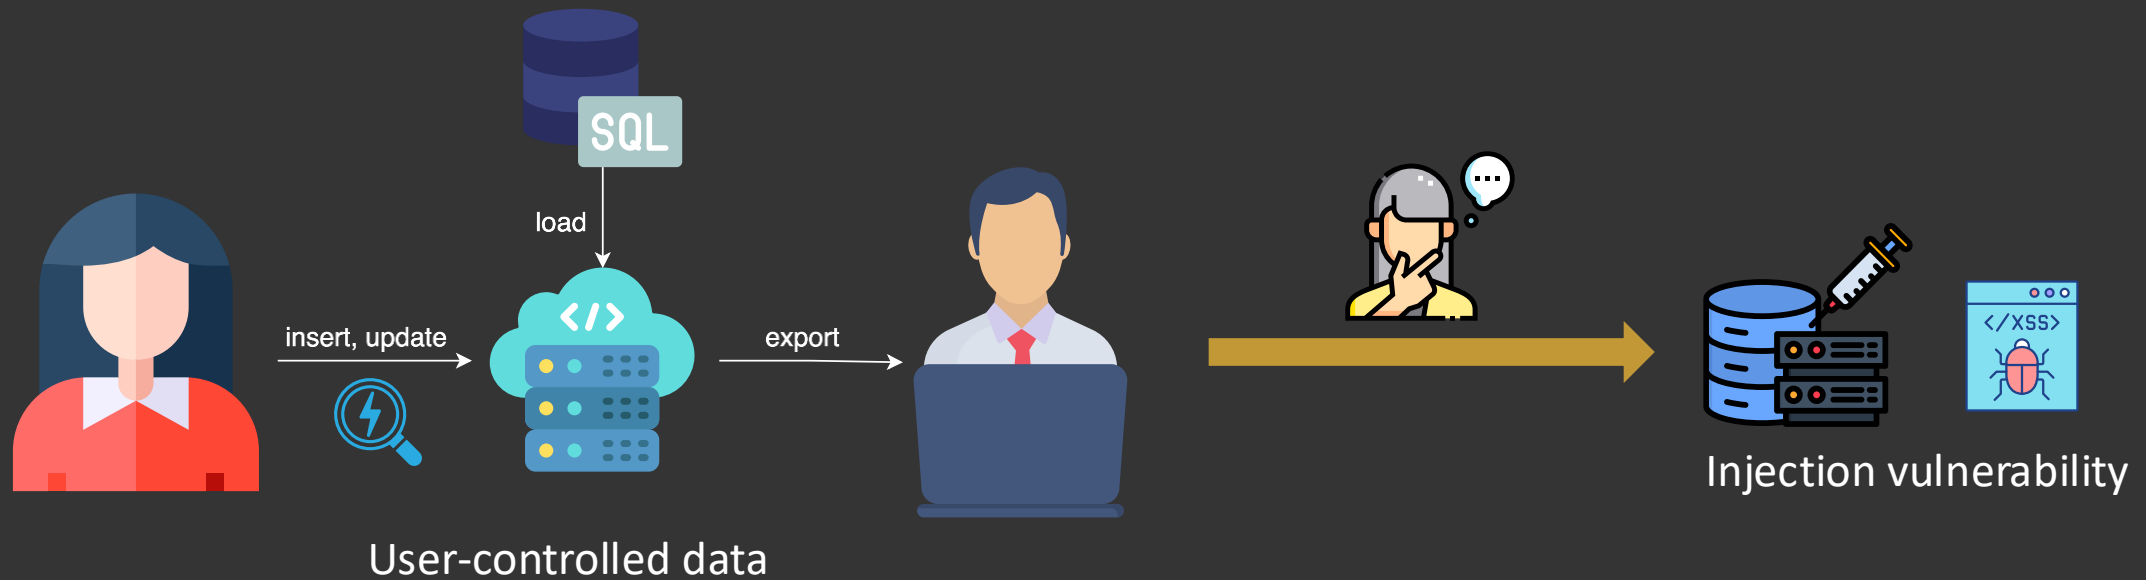 SQL
load
insert, update
</>
export
</XSS>
Injection vulnerability
User-controlled data